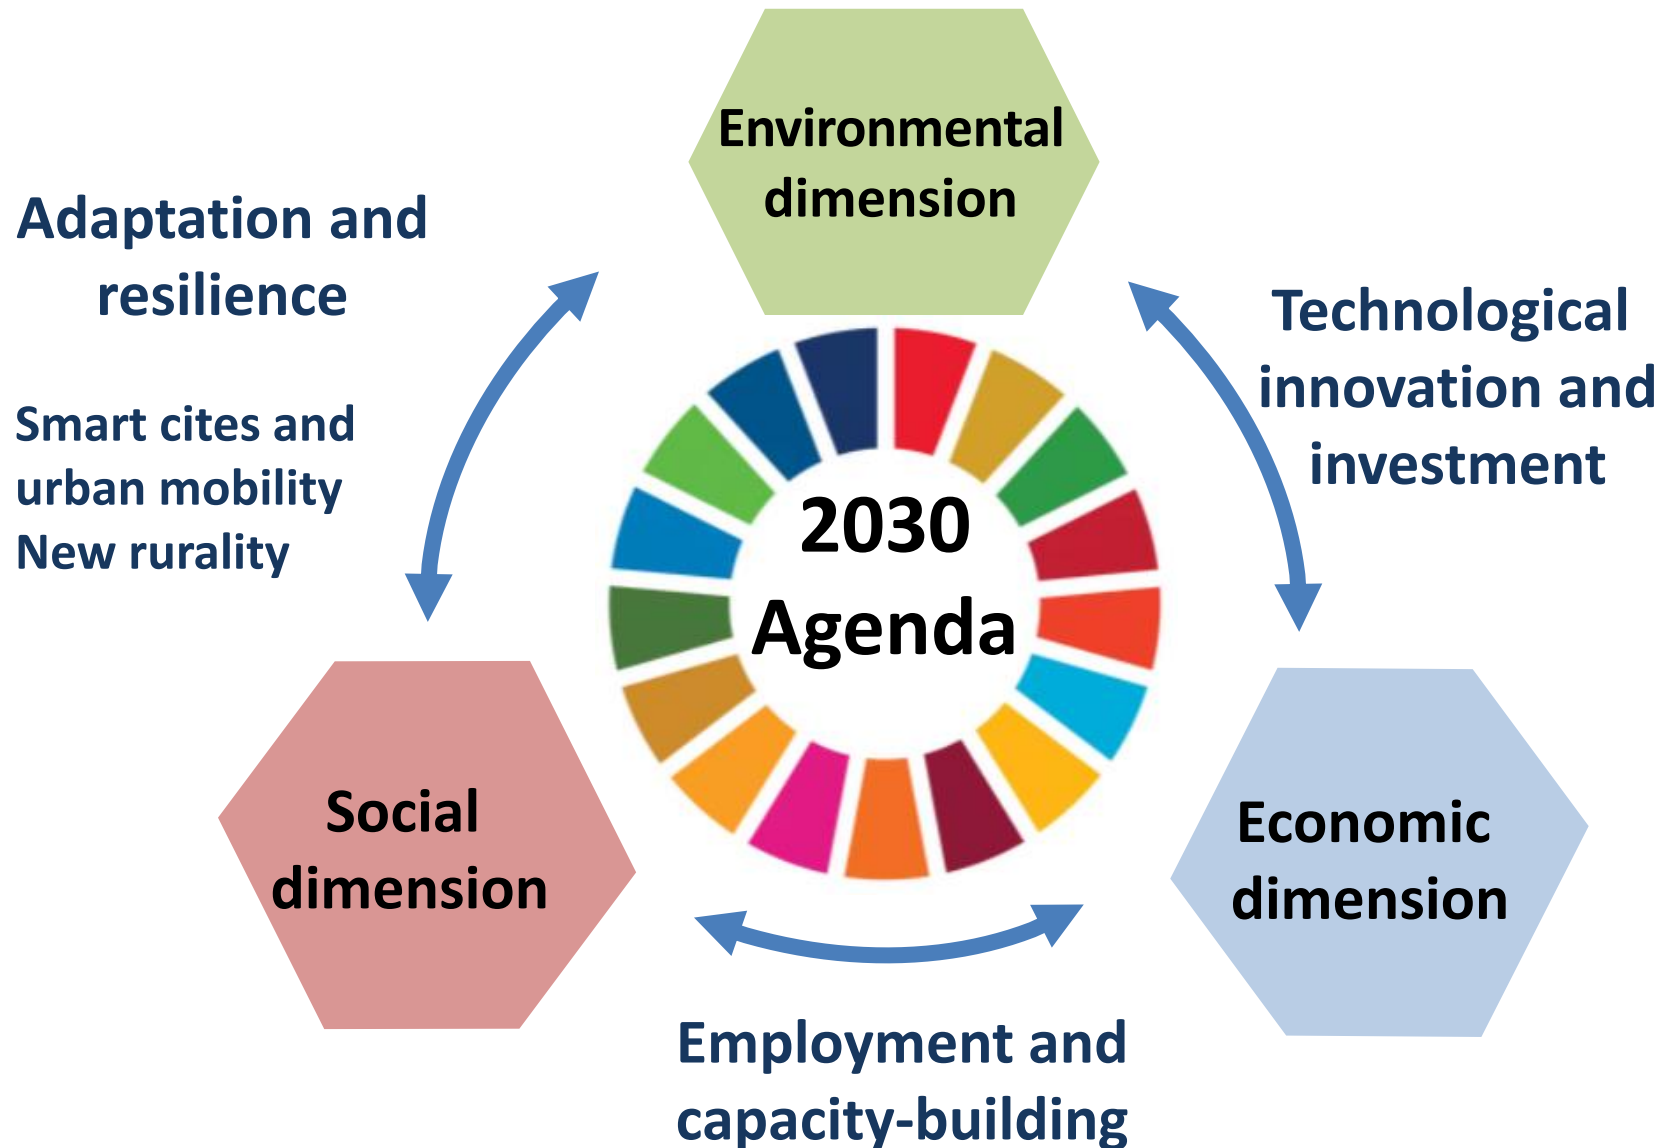 Environmental
dimension
Adaptation and
resilience
Smart cites and
urban mobility
New rurality
Technological
innovation and
investment
2030
Agenda
Social
dimension
Economic
dimension
Employment and
capacity-building